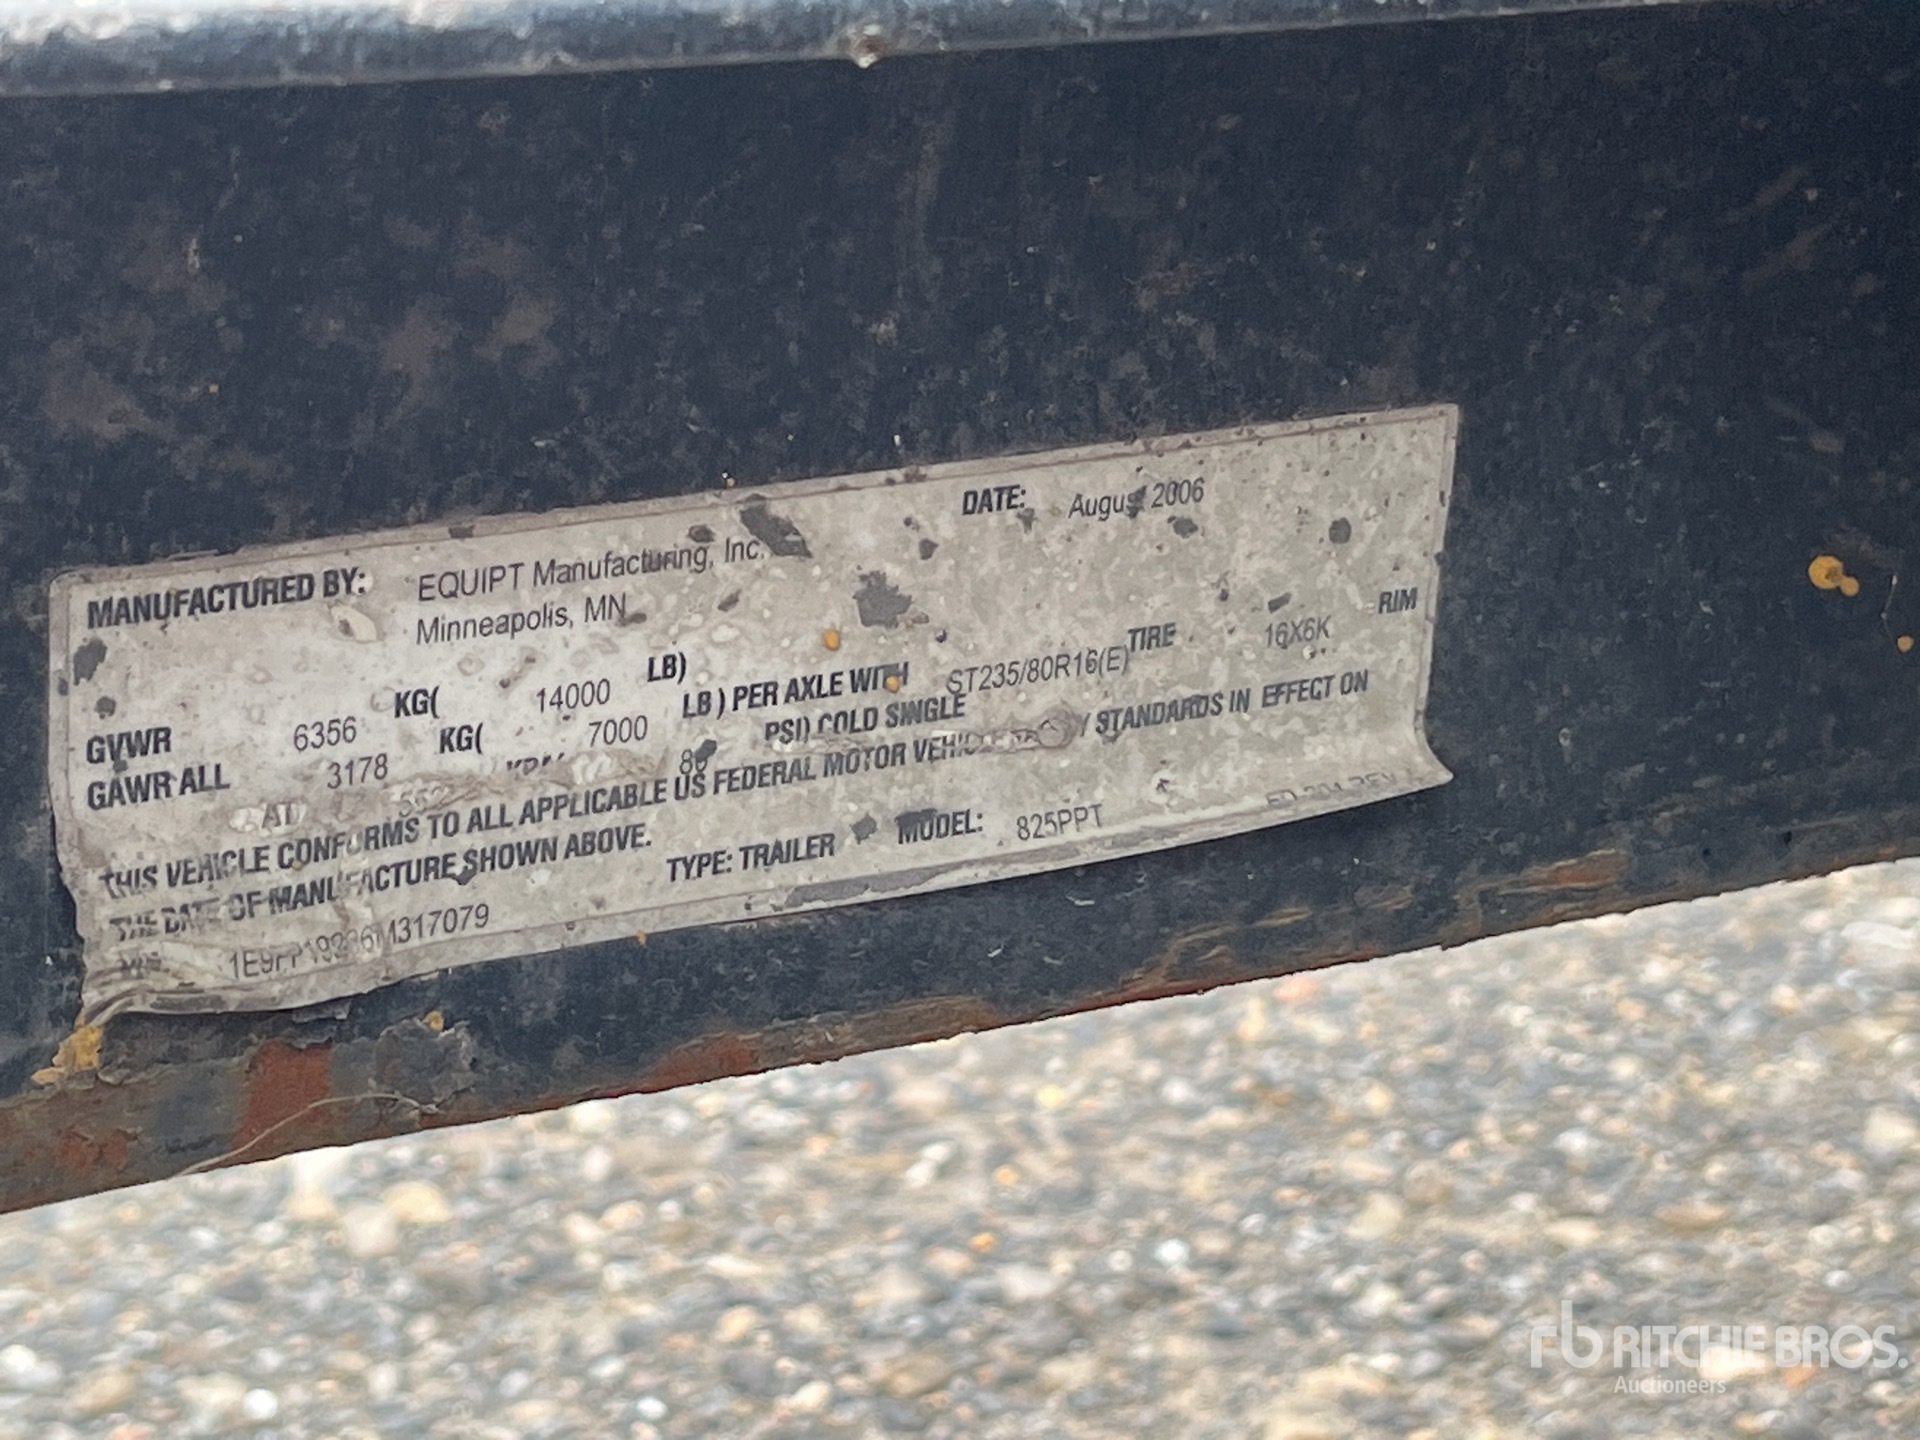 MANUFACTURED BY: EQUIPT Manufacturing, Inc. DATE: August 2006
Minneapolis, MN
GVWR 6356 KG( 14000 LB)
GAWR ALL 3178 KG( 7000 LB) PER AXLE WITH ST235/80R16(E) TIRE 16X6K RIM
AT 80 PSI) COLD SINGLE
THIS VEHICLE CONFORMS TO ALL APPLICABLE US FEDERAL MOTOR VEHICLE STANDARDS IN EFFECT ON
THE DATE OF MANUFACTURE SHOWN ABOVE.
TYPE: TRAILER MODEL: 825PPT
rb RITCHIE BROS.
Auctioneers